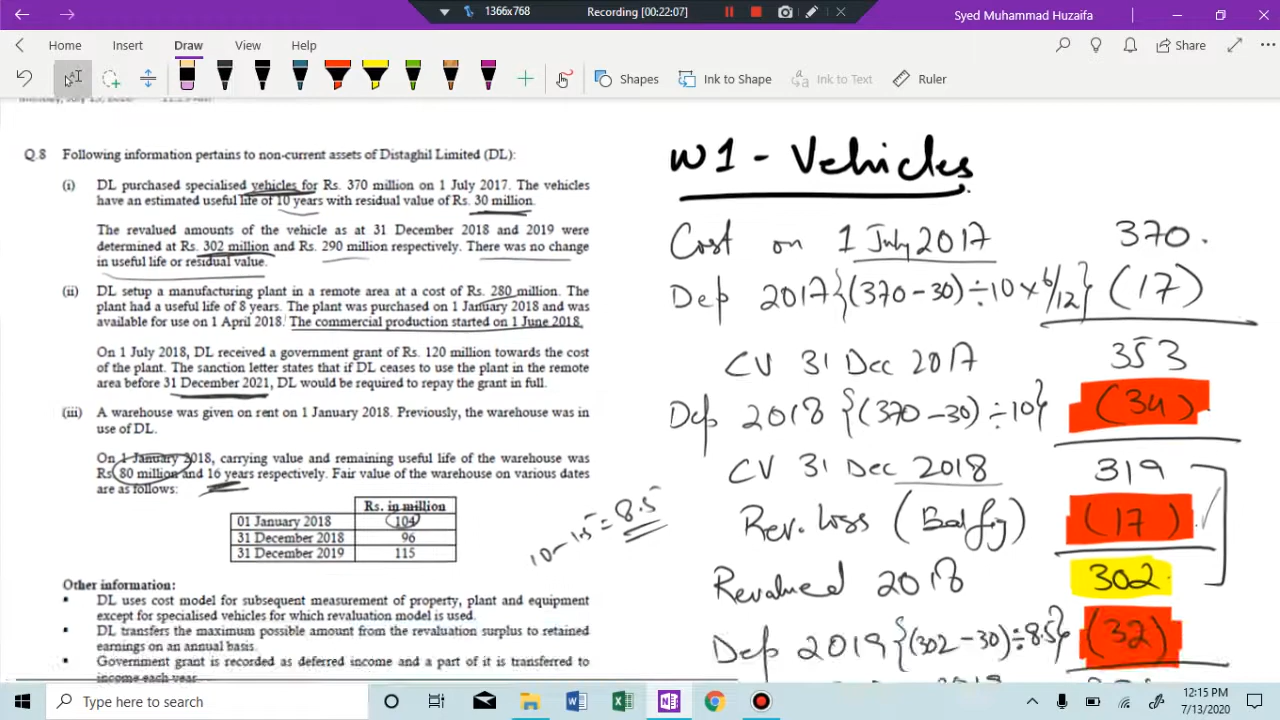 1366x768
Recording [00:22:07]
Syed Muhammad Huzaifa
Home Insert Draw View Help
Share
Shapes
Ink to Shape
Ink to Text
Ruler
Q.8 Following information pertains to non-current assets of Distaghil Limited (DL):
(i) DL purchased specialised vehicles for Rs. 370 million on 1 July 2017. The vehicles
have an estimated useful life of 10 years with residual value of Rs. 30 million.
The revalued amounts of the vehicle as at 31 December 2018 and 2019 were
determined at Rs. 302 million and Rs. 290 million respectively. There was no change
in useful life or residual value.
(ii) DL setup a manufacturing plant in a remote area at a cost of Rs. 280 million. The
plant had a useful life of 8 years. The plant was purchased on 1 January 2018 and was
available for use on 1 April 2018. The commercial production started on 1 June 2018.
On 1 July 2018, DL received a government grant of Rs. 120 million towards the cost
of the plant. The sanction letter states that if DL ceases to use the plant in the remote
area before 31 December 2021, DL would be required to repay the grant in full.
(iii) A warehouse was given on rent on 1 January 2018. Previously, the warehouse was in
use of DL.
On 1 January 2018, carrying value and remaining useful life of the warehouse was
Rs. 80 million and 16 years respectively. Fair value of the warehouse on various dates
are as follows:
Rs. in million
01 January 2018 104
31 December 2018 96
31 December 2019 115
Other information:
▪ DL uses cost model for subsequent measurement of property, plant and equipment
except for specialised vehicles for which revaluation model is used.
▪ DL transfers the maximum possible amount from the revaluation surplus to retained
earnings on an annual basis.
▪ Government grant is recorded as deferred income and a part of it is transferred to
income each year.
10-1.5=8.5
W1 - Vehicles
Cost on 1 July 2017 370
Dep 2017 {(370-30)÷10×6/12} (17)
CV 31 Dec 2017 353
Dep 2018 {(370-30)÷10} (34)
CV 31 Dec 2018 319
Rev. Loss (Bal fig) (17)
Revalued 2018 302
Dep 2019 {(302-30)÷8.5} (32)
Type here to search
12:15 PM
7/13/2020